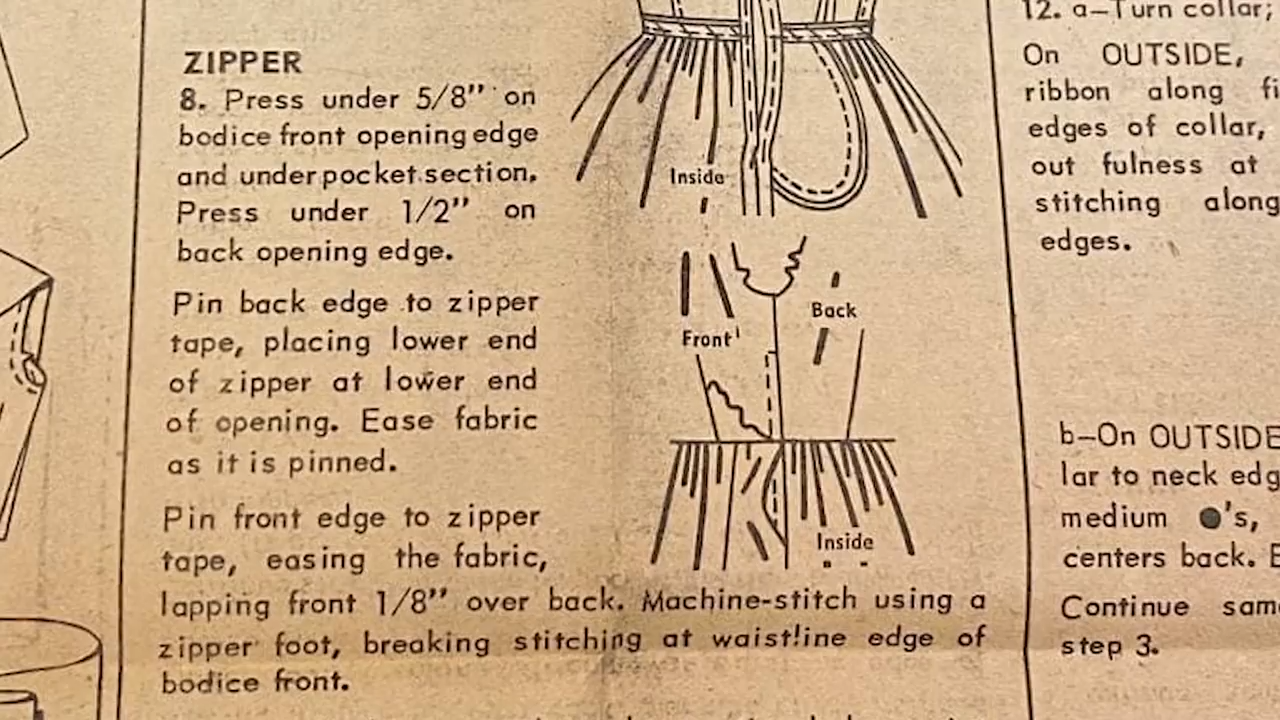 ZIPPER
8. Press under 5/8" on
bodice front opening edge
and under pocket section.
Press under 1/2" on
back opening edge.
Pin back edge to zipper
tape, placing lower end
of zipper at lower end
of opening. Ease fabric
as it is pinned.
Pin front edge to zipper
tape, easing the fabric,
lapping front 1/8" over back. Machine-stitch using a
zipper foot, breaking stitching at waistline edge of
bodice front.
Inside
Front
Back
Inside
12. a—Turn collar;
On OUTSIDE,
ribbon along
edges of collar,
out fulness at
stitching along
edges.
b—On OUTSIDE
lar to neck
medium ●'s,
centers back.
Continue
step 3.